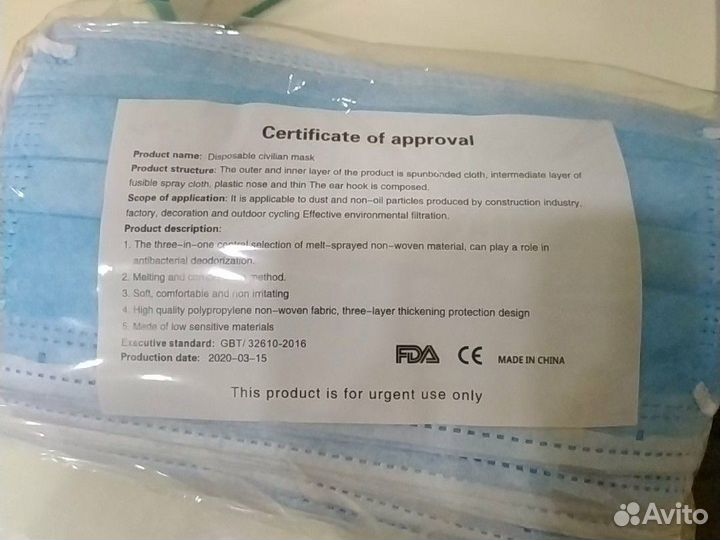 Certificate of approval
Product name: Disposable civilian mask
Product structure: The outer and inner layer of the product is spunbonded cloth, intermediate layer of
fusible spray cloth, plastic nose and thin The ear hook is composed.
Scope of application: It is applicable to dust and non-oil particles produced by construction industry,
factory, decoration and outdoor cycling Effective environmental filtration.
Product description:
1. The three-in-one central selection of melt-sprayed non-woven material, can play a role in
antibacterial deodorization.
2. Melting and method.
3. Soft, comfortable and non irritating
4. High quality polypropylene non-woven fabric, three-layer thickening protection design
5. Made of low sensitive materials
Executive standard: GBT/ 32610-2016
Production date: 2020-03-15
FDA CE MADE IN CHINA
This product is for urgent use only
Avito